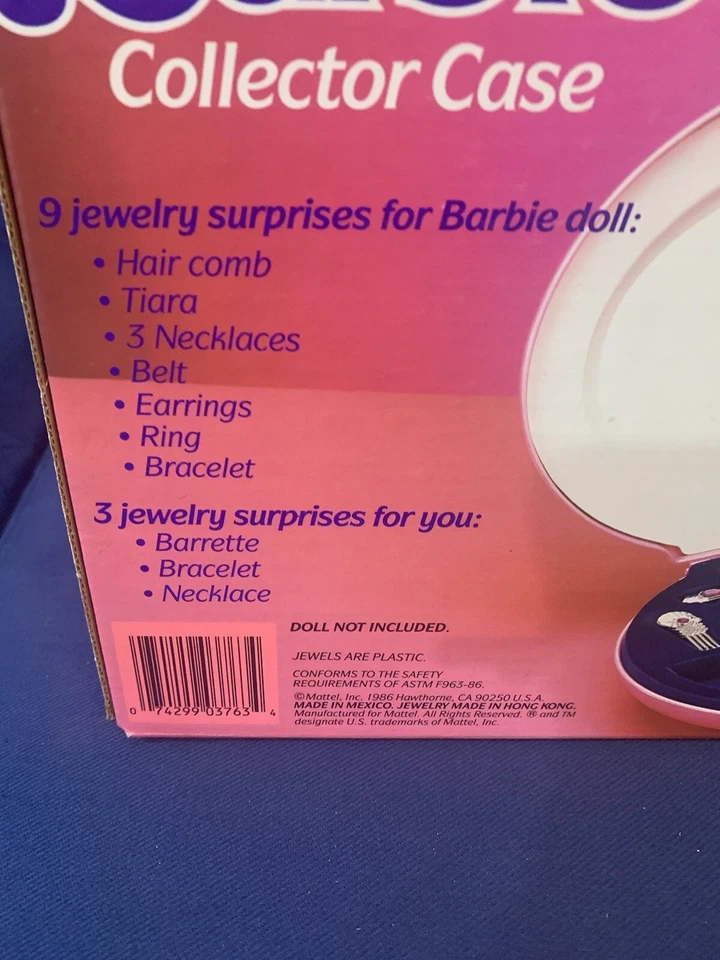 Collector Case
9 jewelry surprises for Barbie doll:
• Hair comb
• Tiara
• 3 Necklaces
• Belt
• Earrings
• Ring
• Bracelet
3 jewelry surprises for you:
• Barrette
• Bracelet
• Necklace
DOLL NOT INCLUDED.
JEWELS ARE PLASTIC.
CONFORMS TO THE SAFETY
REQUIREMENTS OF ASTM F963-86.
©Mattel, Inc. 1986 Hawthorne, CA 90250 U.S.A.
MADE IN MEXICO. JEWELRY MADE IN HONG KONG.
Manufactured for Mattel. All Rights Reserved. ® and TM
designate U.S. trademarks of Mattel, Inc.
0 74299 03763 4